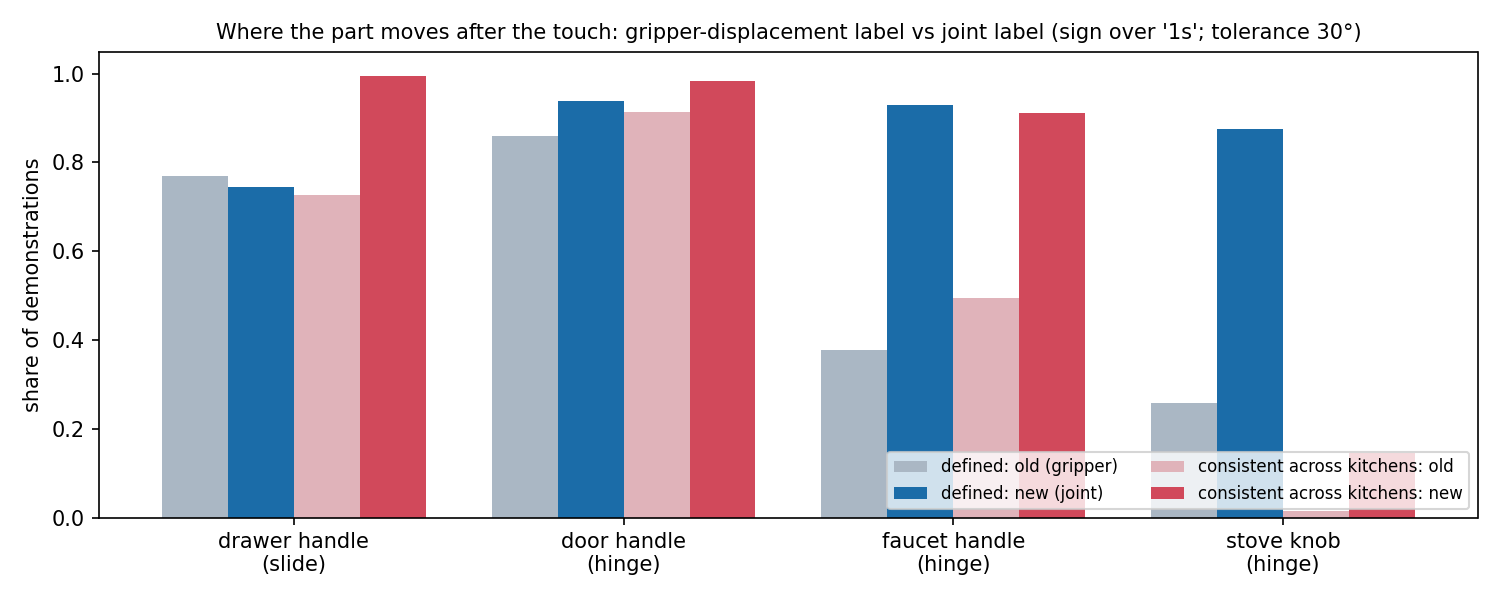 Where the part moves after the touch: gripper-displacement label vs joint label (sign over '1s'; tolerance 30°)
share of demonstrations
1.0
0.8
0.6
0.4
0.2
0.0
drawer handle
(slide)
door handle
(hinge)
faucet handle
(hinge)
stove knob
(hinge)
defined: old (gripper)
defined: new (joint)
consistent across kitchens: old
consistent across kitchens: new